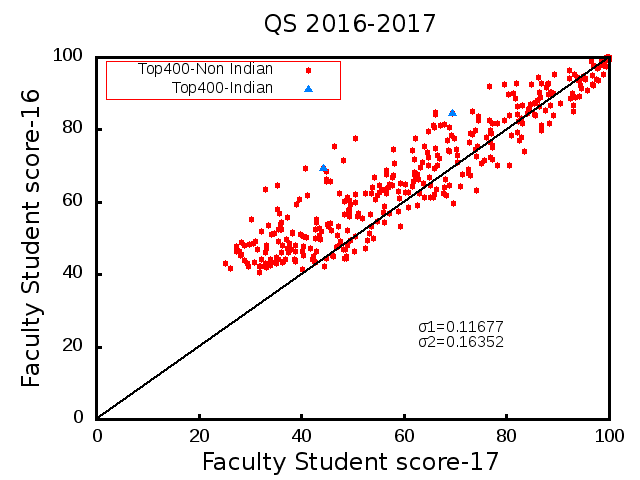 QS 2016-2017
Top400-Non Indian
Top400-Indian
Faculty Student score-16
100
80
60
40
20
0
σ1=0.11677
σ2=0.16352
0 20 40 60 80 100
Faculty Student score-17